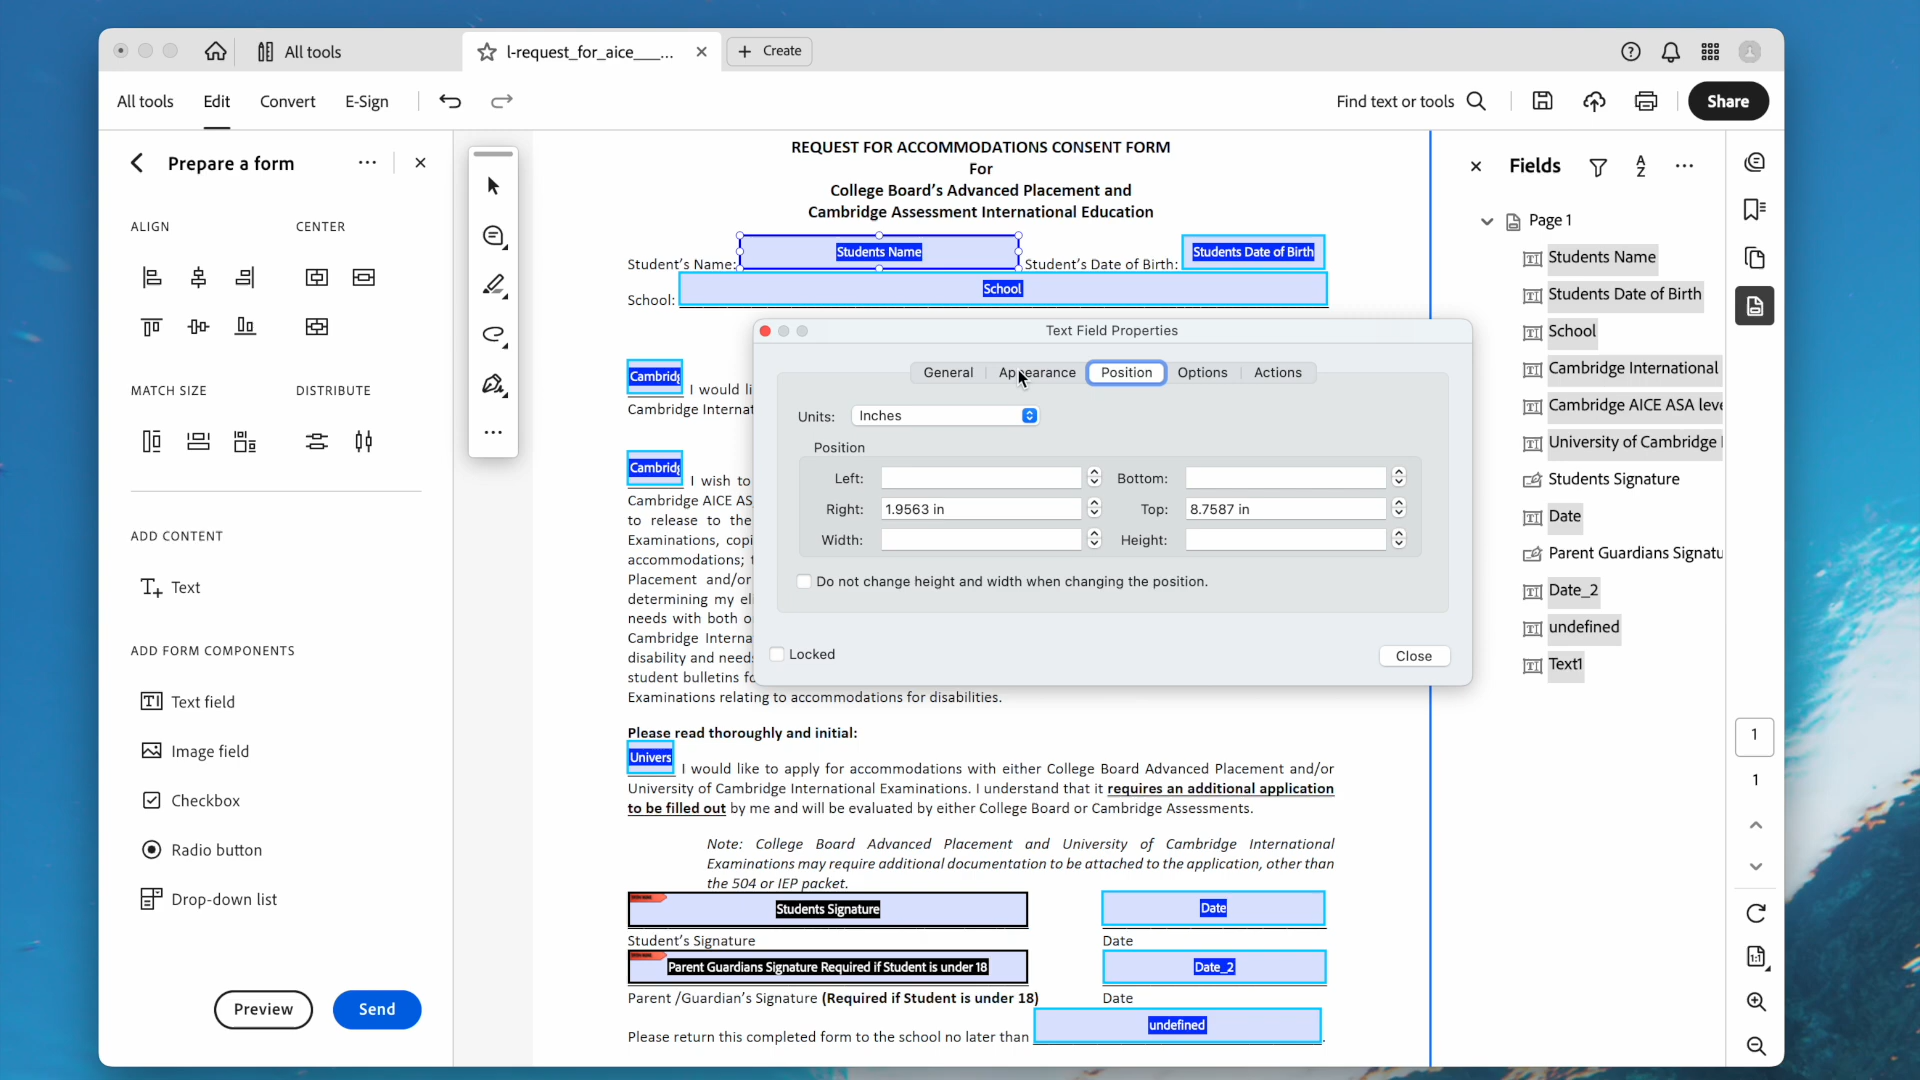 All tools
l-request_for_aice___...
Create
All tools
Edit
Convert
E-Sign
Find text or tools
Share
Prepare a form
ALIGN
CENTER
MATCH SIZE
DISTRIBUTE
ADD CONTENT
Text
ADD FORM COMPONENTS
Text field
Image field
Checkbox
Radio button
Drop-down list
Preview
Send
REQUEST FOR ACCOMMODATIONS CONSENT FORM
For
College Board's Advanced Placement and
Cambridge Assessment International Education
Student's Name: Students Name Student's Date of Birth: Students Date of Birth
School: School
Cambridg I would li
Cambridge Internat
Cambridg I wish to
Cambridge AICE AS
to release to the
Examinations, copi
accommodations; t
Placement and/or
determining my el
needs with both o
Cambridge Interna
disability and need:
student bulletins fo
Examinations relating to accommodations for disabilities.
Please read thoroughly and initial:
Univers I would like to apply for accommodations with either College Board Advanced Placement and/or
University of Cambridge International Examinations. I understand that it requires an additional application
to be filled out by me and will be evaluated by either College Board or Cambridge Assessments.
Note: College Board Advanced Placement and University of Cambridge International
Examinations may require additional documentation to be attached to the application, other than
the 504 or IEP packet.
Students Signature Date
Student's Signature Date
Parent Guardians Signature Required if Student is under 18 Date_2
Parent /Guardian's Signature (Required if Student is under 18) Date
Please return this completed form to the school no later than undefined .
Text Field Properties
General
Appearance
Position
Options
Actions
Units: Inches
Position
Left: Bottom:
Right: 1.9563 in Top: 8.7587 in
Width: Height:
Do not change height and width when changing the position.
Locked
Close
Fields
Page 1
Students Name
Students Date of Birth
School
Cambridge International
Cambridge AICE ASA leve
University of Cambridge I
Students Signature
Date
Parent Guardians Signatu
Date_2
undefined
Text1
1
1